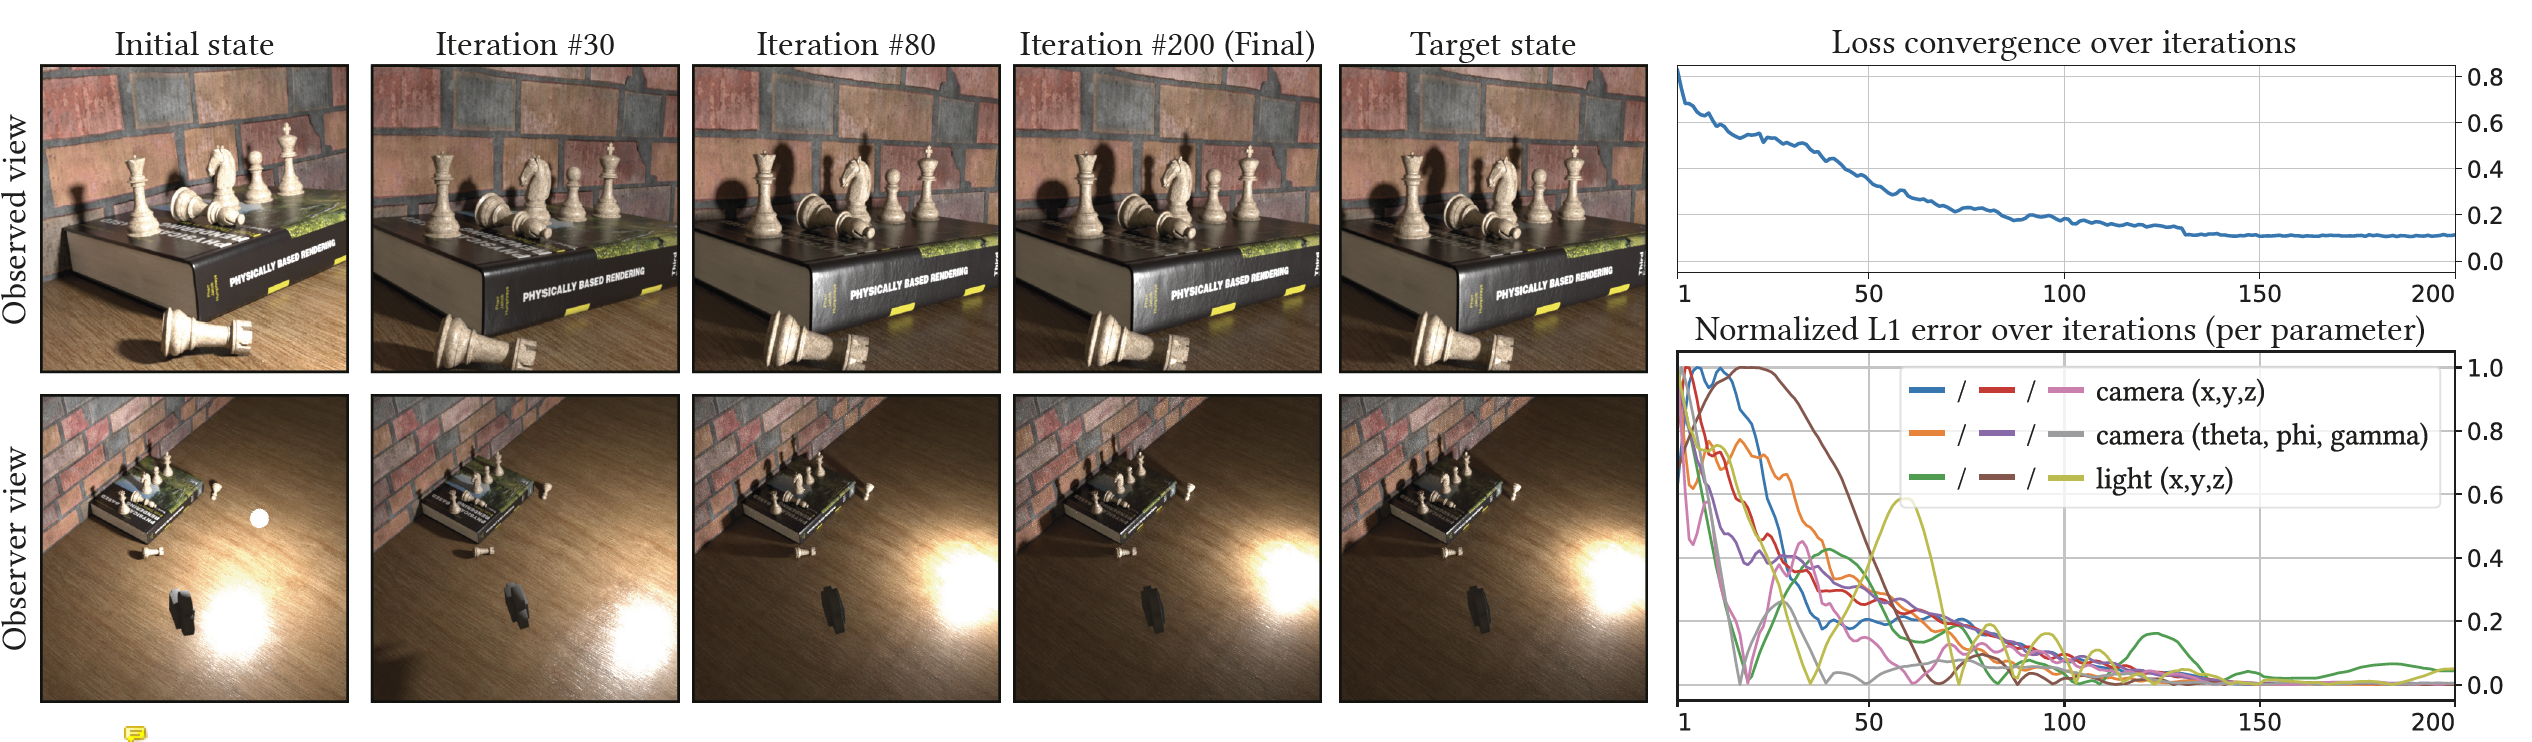 Initial state
Iteration #30
Iteration #80
Iteration #200 (Final)
Target state
Loss convergence over iterations
Observed view
PHYSICALLY BASED RENDERING
PHYSICALLY BASED RENDERING
Third
PHYSICALLY BASED RENDERING
Third
PHYSICALLY BASED RENDERING
Third
PHYSICALLY BASED RENDERING
Third
0.8
0.6
0.4
0.2
0.0
1
50
100
150
200
Normalized L1 error over iterations (per parameter)
Observer view
/ / camera (x,y,z)
/ / camera (theta, phi, gamma)
/ / light (x,y,z)
1.0
0.8
0.6
0.4
0.2
0.0
1
50
100
150
200